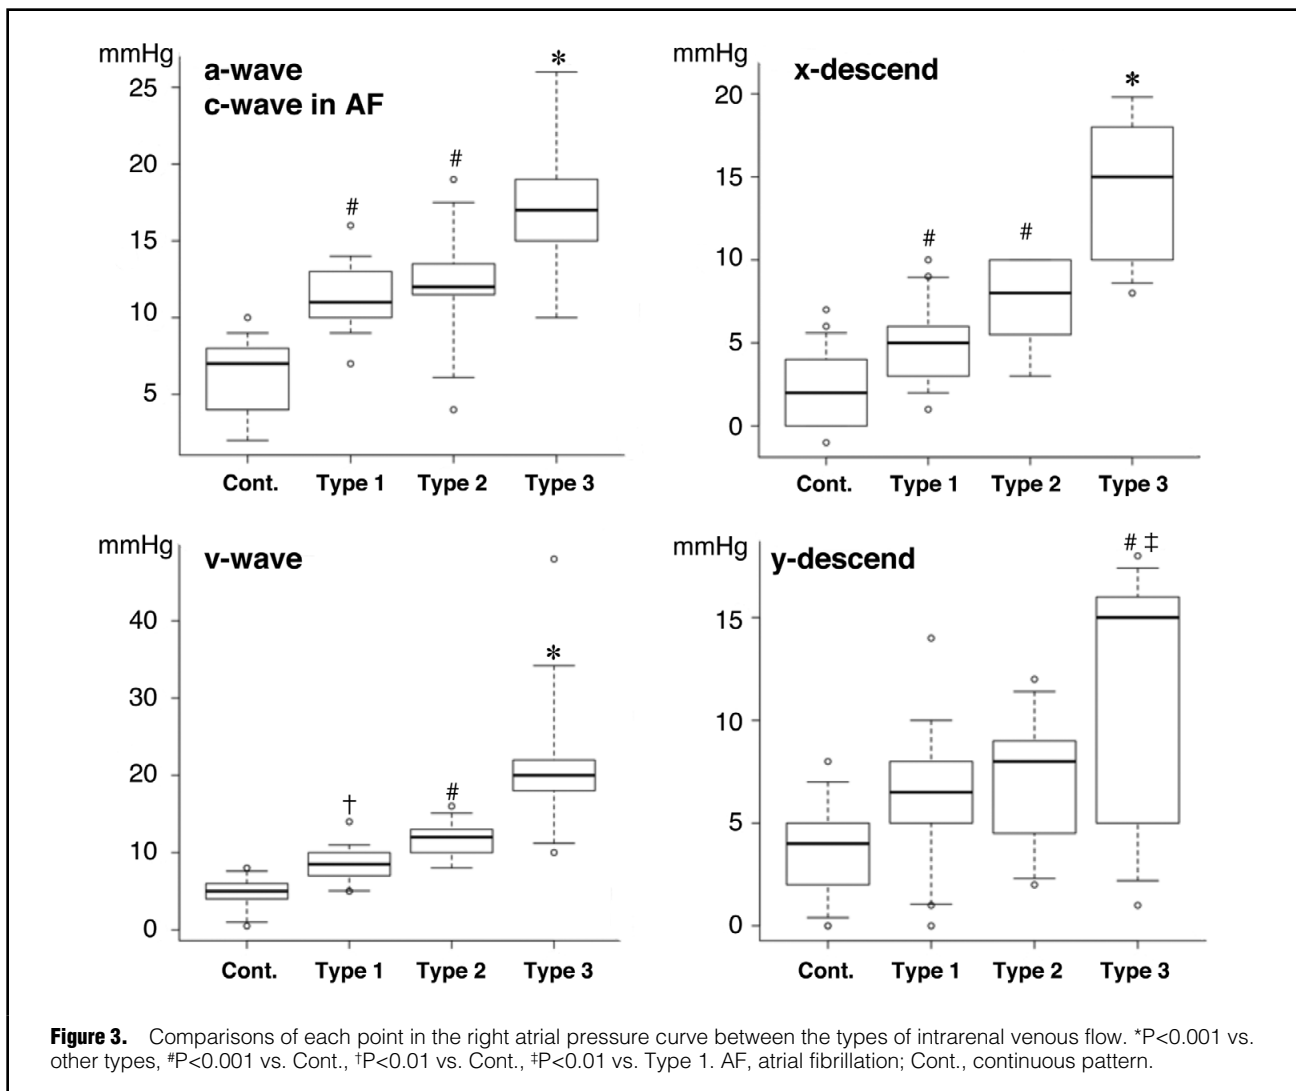 mmHg
a-wave
c-wave in AF
25
20
15
10
5
#
#
*
Cont. Type 1 Type 2 Type 3
mmHg
x-descend
20
15
10
5
0
#
#
*
Cont. Type 1 Type 2 Type 3
mmHg
v-wave
40
30
20
10
0
†
#
*
Cont. Type 1 Type 2 Type 3
mmHg
y-descend
15
10
5
0
# ‡
Cont. Type 1 Type 2 Type 3
Figure 3. Comparisons of each point in the right atrial pressure curve between the types of intrarenal venous flow. *P<0.001 vs.
other types, #P<0.001 vs. Cont., †P<0.01 vs. Cont., ‡P<0.01 vs. Type 1. AF, atrial fibrillation; Cont., continuous pattern.